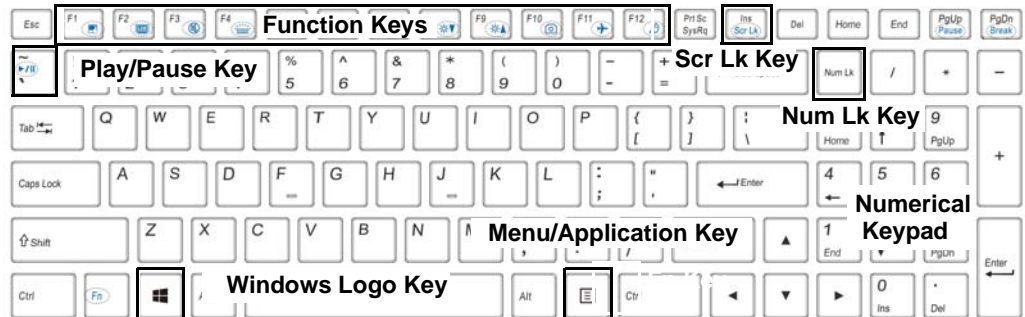 Esc F1 F2 F3 F4 Function Keys F9 F10 F11 F12 Prt Sc SysRq Ins Scr Lk Del Home End PgUp Pause PgDn Break
~ ` Play/Pause Key % 5 ^ 6 & 7 * 8 ( 9 ) 0 _ - + = Scr Lk Key Num Lk / * -
Tab Q W E R T Y U I O P { [ } ] \ Num Lk Key Home 9 PgUp +
Caps Lock A S D F G H J K L : ; " ' Enter 4 5 6
Numerical
Keypad
Shift Z X C V B N Menu/Application Key 1 End PgDn Enter
Ctrl Fn Windows Logo Key Alt Ctr 0 Ins . Del